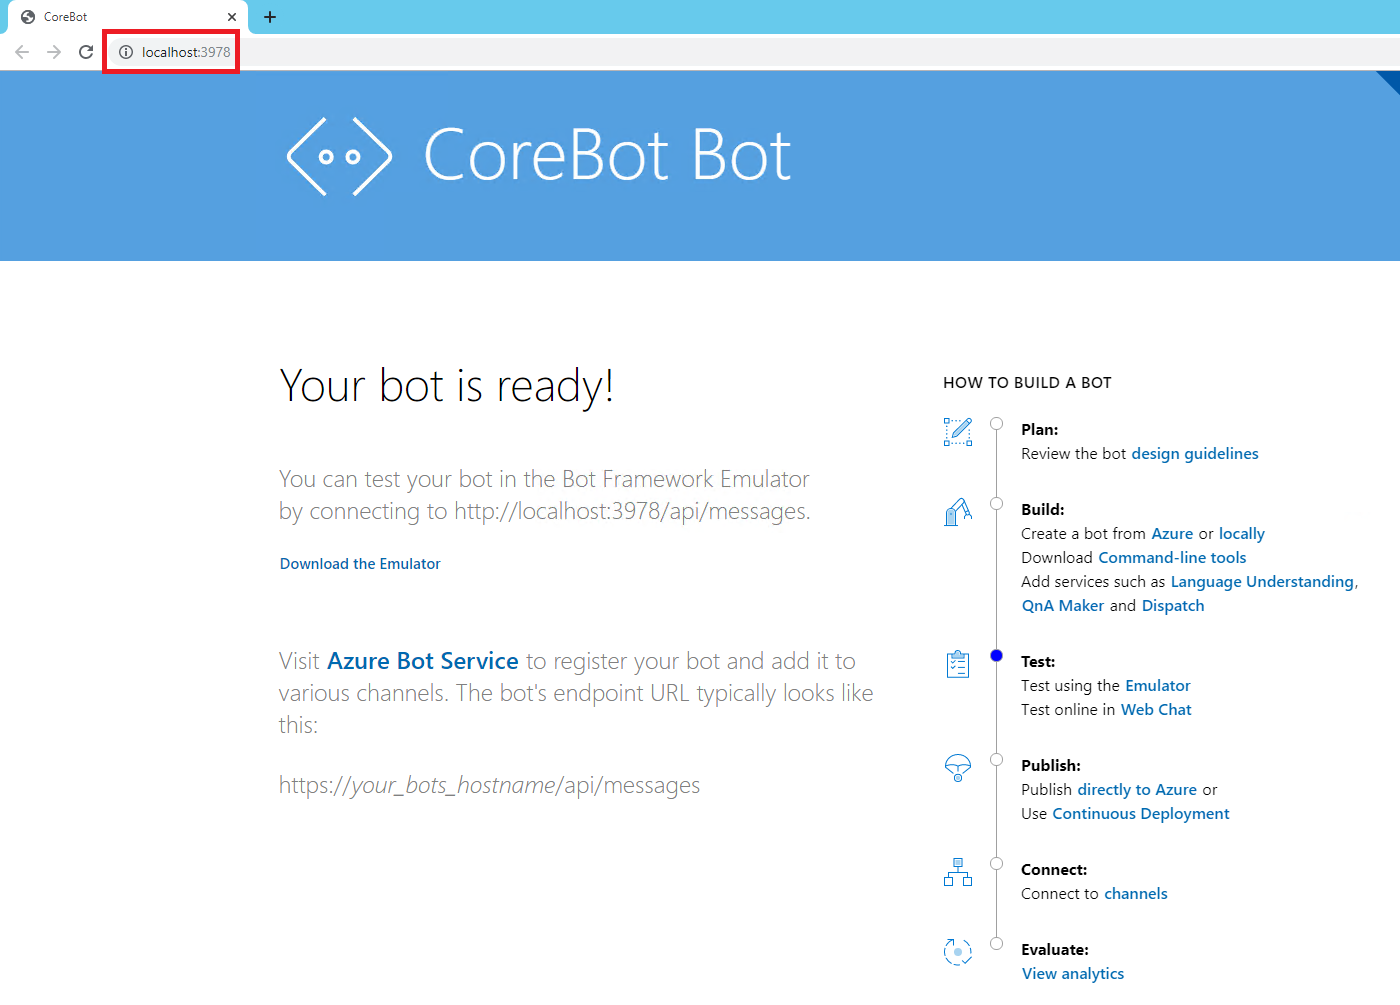 CoreBot
localhost:3978
CoreBot Bot
Your bot is ready!
You can test your bot in the Bot Framework Emulator
by connecting to http://localhost:3978/api/messages.
Download the Emulator
Visit Azure Bot Service to register your bot and add it to
various channels. The bot's endpoint URL typically looks like
this:
https://your_bots_hostname/api/messages
HOW TO BUILD A BOT
Plan:
Review the bot design guidelines
Build:
Create a bot from Azure or locally
Download Command-line tools
Add services such as Language Understanding,
QnA Maker and Dispatch
Test:
Test using the Emulator
Test online in Web Chat
Publish:
Publish directly to Azure or
Use Continuous Deployment
Connect:
Connect to channels
Evaluate:
View analytics